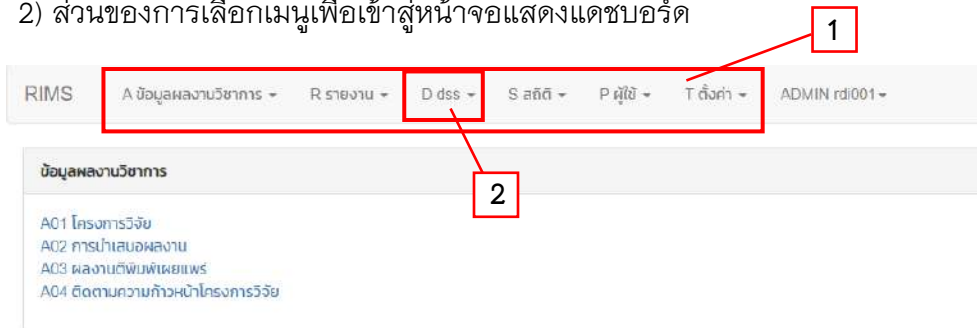 2) ส่วนของการเลือกเมนูเพื่อเข้าสู่หน้าจอแสดงแดชบอร์ด
1
RIMS A ข้อมูลผลงานวิชาการ R รายงาน D dss S สถิติ P ผู้ใช้ T ตั้งค่า ADMIN rdi001
ข้อมูลผลงานวิชาการ
2
A01 โครงการวิจัย
A02 การนำเสนอผลงาน
A03 ผลงานตีพิมพ์เผยแพร่
A04 ติดตามความก้าวหน้าโครงการวิจัย